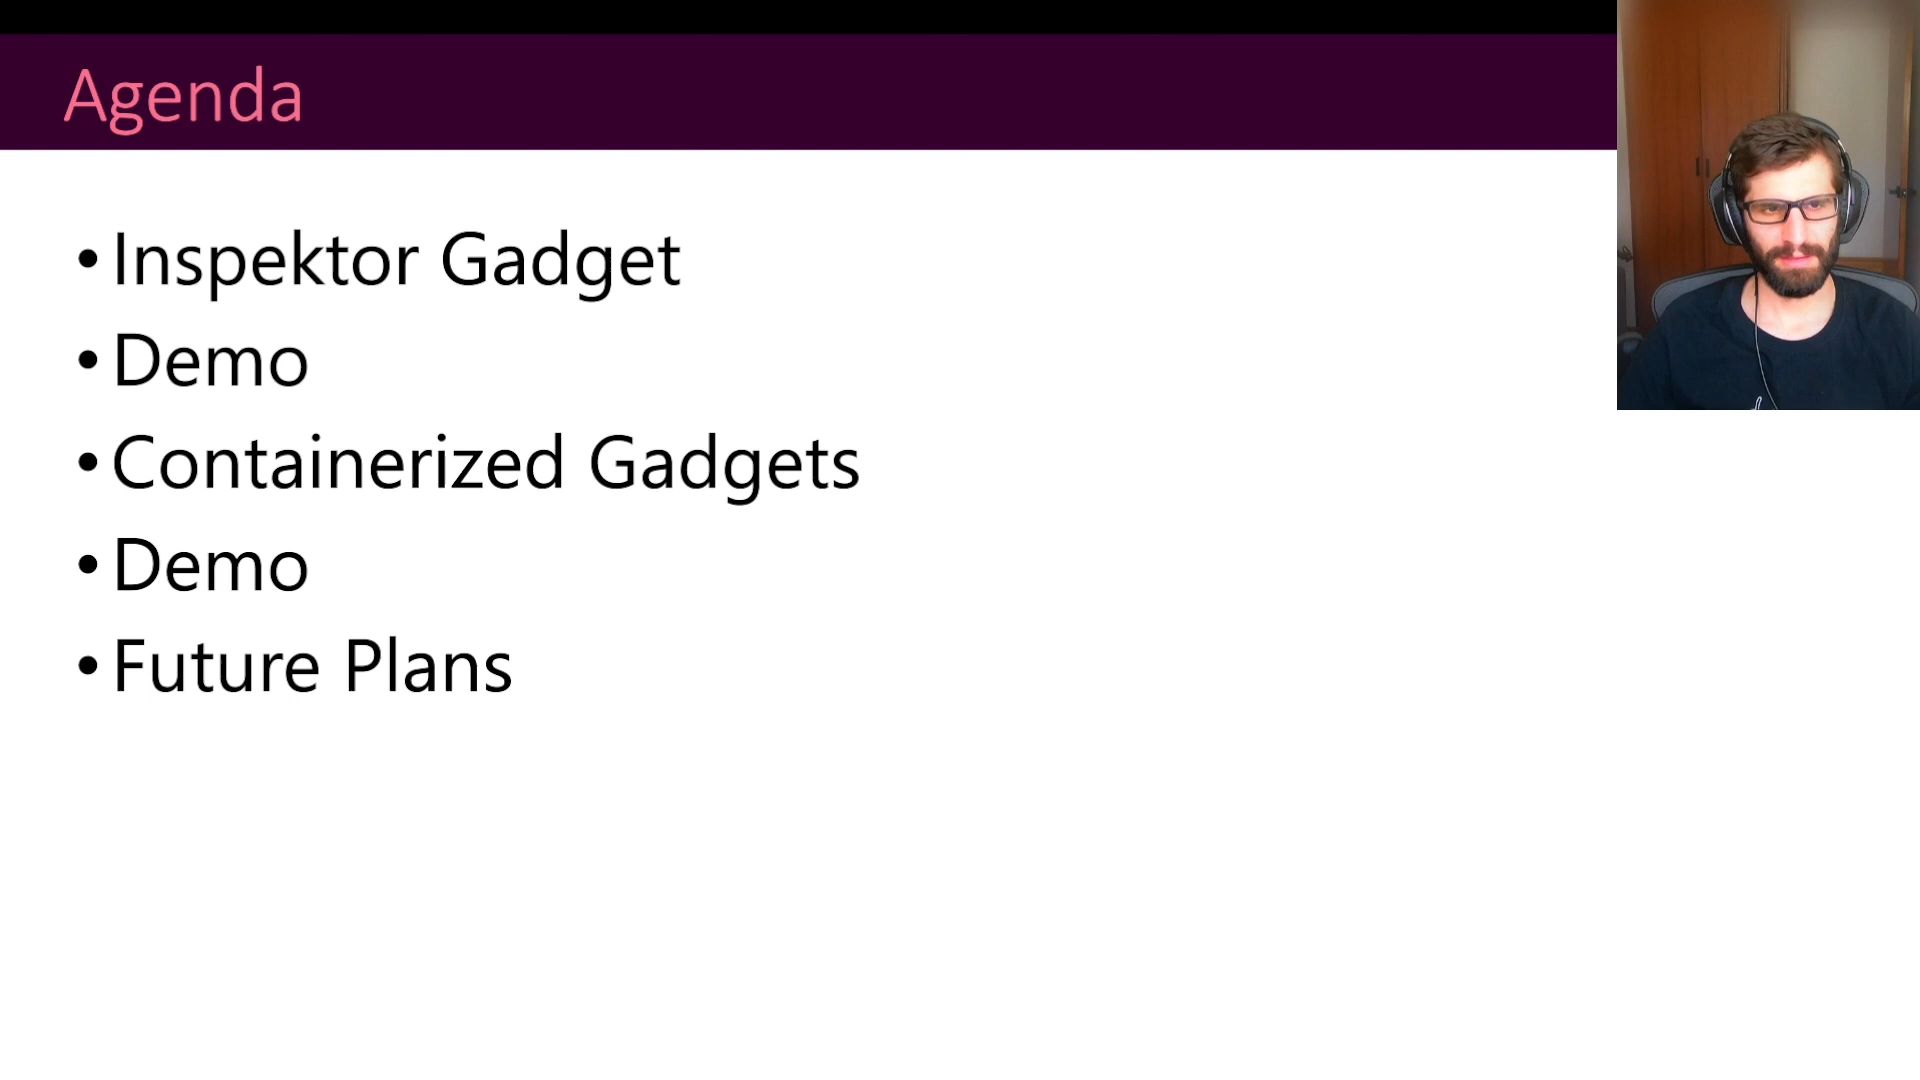 Agenda
• Inspektor Gadget
• Demo
• Containerized Gadgets
• Demo
• Future Plans